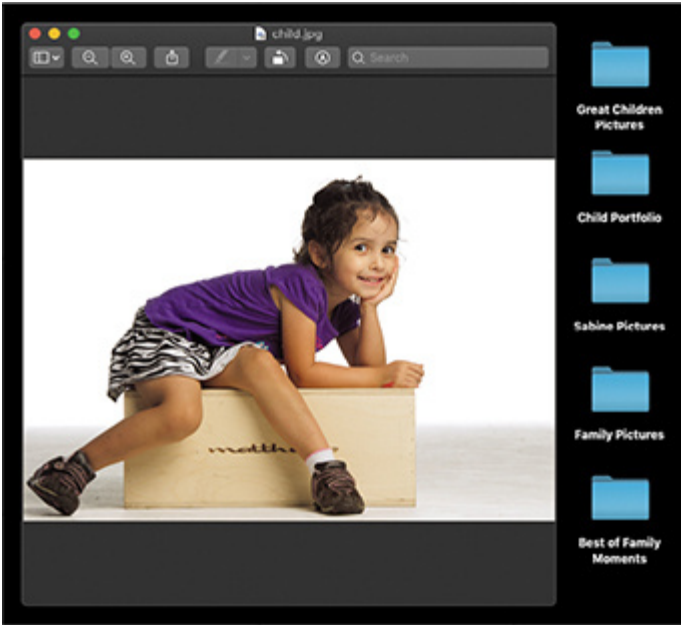 child.jpg
Search
Great Children
Pictures
Child Portfolio
Sabine Pictures
Family Pictures
Best of Family
Moments